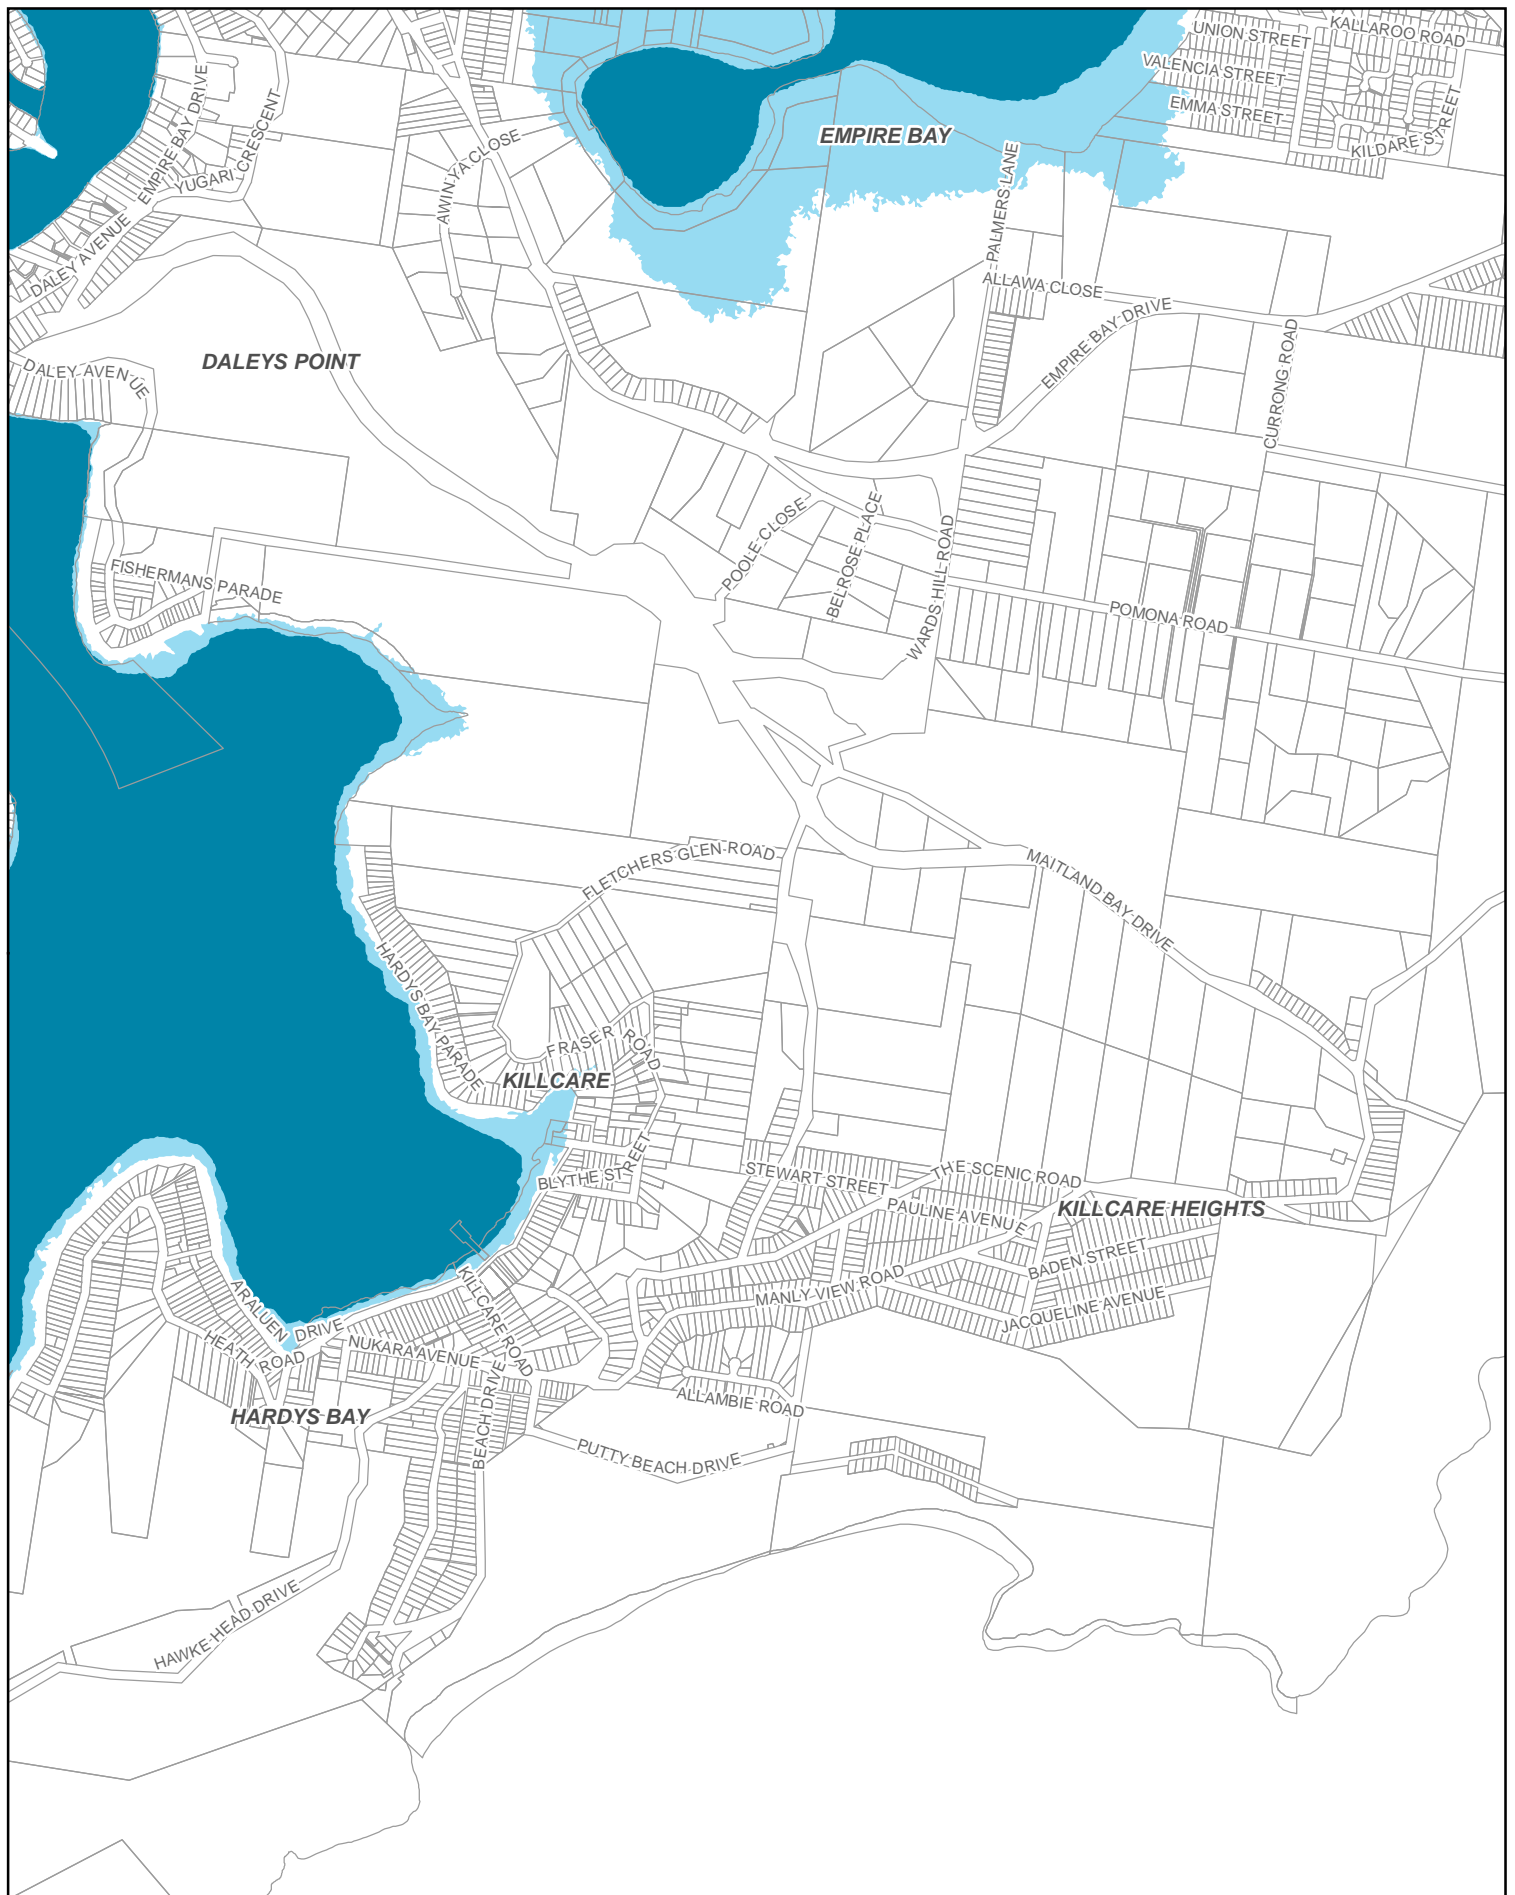 KALLAROO ROAD
UNION STREET
VALENCIA STREET
EMMA STREET
KILDARE STREET
EMPIRE BAY
EMPIRE BAY DRIVE
YUGARI CRESCENT
AWIN YA CLOSE
DALEY AVENUE
PALMERS LANE
ALLAWA CLOSE
EMPIRE BAY DRIVE
CURRONG ROAD
DALEYS POINT
DALEY AVENUE
POOLE CLOSE
BELROSE PLACE
WARDS HILL ROAD
FISHERMANS PARADE
POMONA ROAD
FLETCHERS GLEN ROAD
MAITLAND BAY DRIVE
HARDYS BAY PARADE
FRASER ROAD
KILLCARE
BLYTHE STREET
STEWART STREET
THE SCENIC ROAD
PAULINE AVENUE
KILLCARE HEIGHTS
BADEN STREET
MANLY VIEW ROAD
JACQUELINE AVENUE
ARALUEN DRIVE
KILLCARE ROAD
HEATH ROAD
NUKARA AVENUE
BEACH DRIVE
ALLAMBIE ROAD
HARDYS BAY
PUTTY BEACH DRIVE
HAWKE HEAD DRIVE